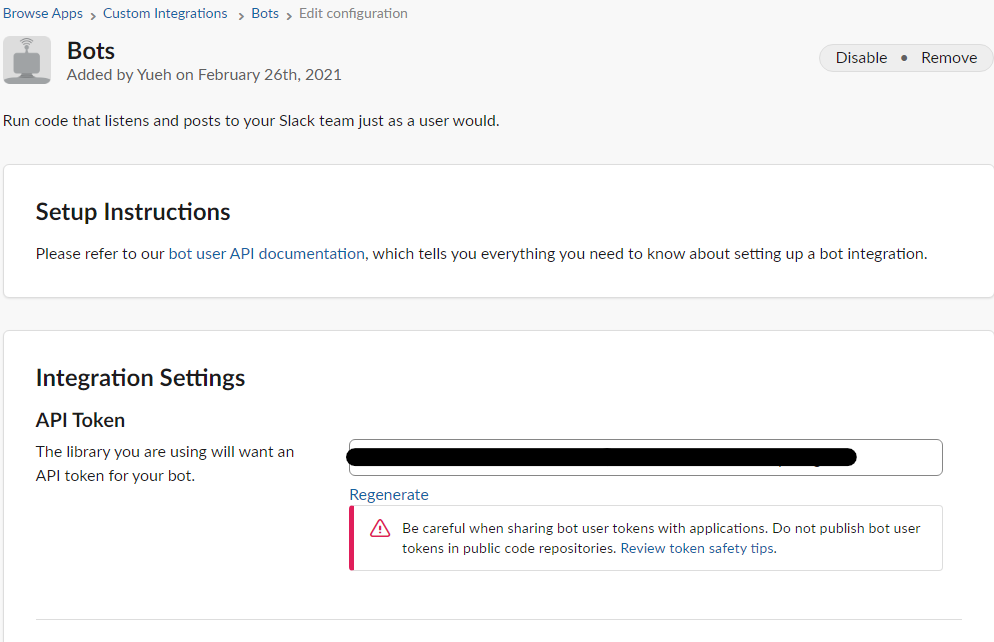 Browse Apps > Custom Integrations > Bots > Edit configuration
Bots
Added by Yueh on February 26th, 2021
Disable • Remove
Run code that listens and posts to your Slack team just as a user would.
Setup Instructions
Please refer to our bot user API documentation, which tells you everything you need to know about setting up a bot integration.
Integration Settings
API Token
The library you are using will want an
API token for your bot.
Regenerate
Be careful when sharing bot user tokens with applications. Do not publish bot user
tokens in public code repositories. Review token safety tips.